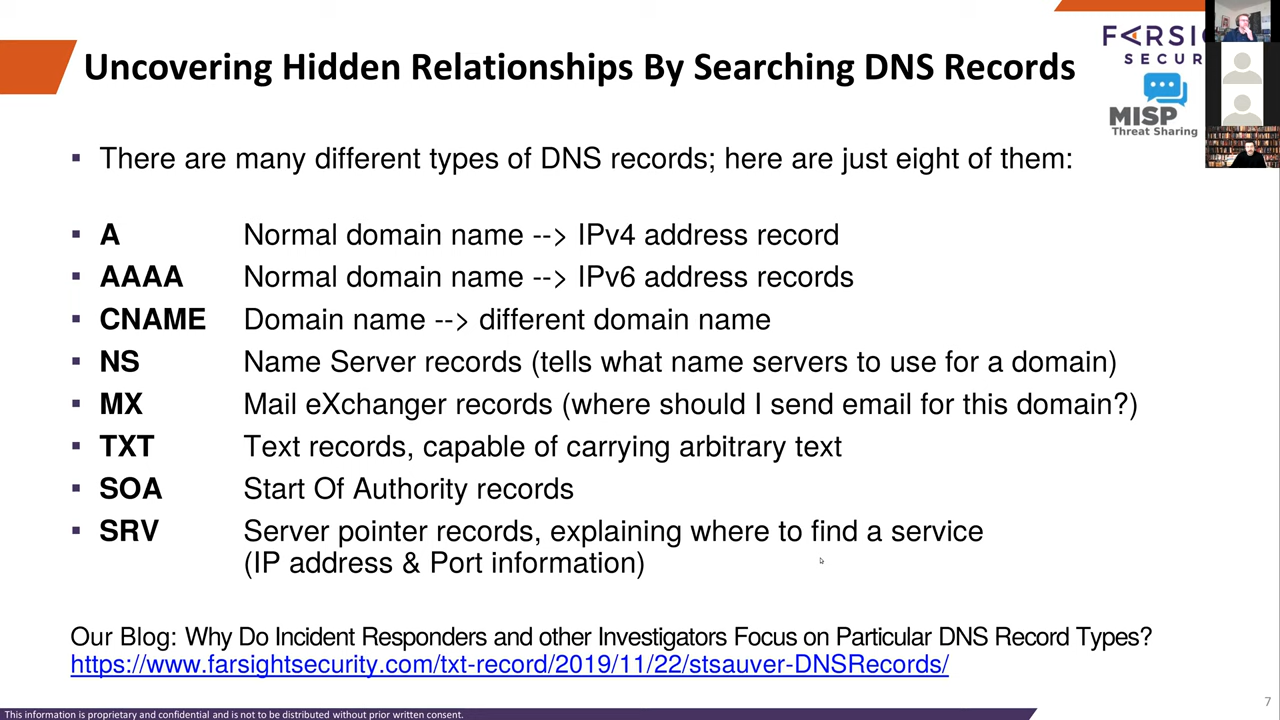 Uncovering Hidden Relationships By Searching DNS Records
SECUR
MISP
Threat Sharing
▪ There are many different types of DNS records; here are just eight of them:
▪ A Normal domain name --> IPv4 address record
▪ AAAA Normal domain name --> IPv6 address records
▪ CNAME Domain name --> different domain name
▪ NS Name Server records (tells what name servers to use for a domain)
▪ MX Mail eXchanger records (where should I send email for this domain?)
▪ TXT Text records, capable of carrying arbitrary text
▪ SOA Start Of Authority records
▪ SRV Server pointer records, explaining where to find a service
(IP address & Port information)
Our Blog: Why Do Incident Responders and other Investigators Focus on Particular DNS Record Types?
https://www.farsightsecurity.com/txt-record/2019/11/22/stsauver-DNSRecords/
This information is proprietary and confidential and is not to be distributed without prior written consent.
7